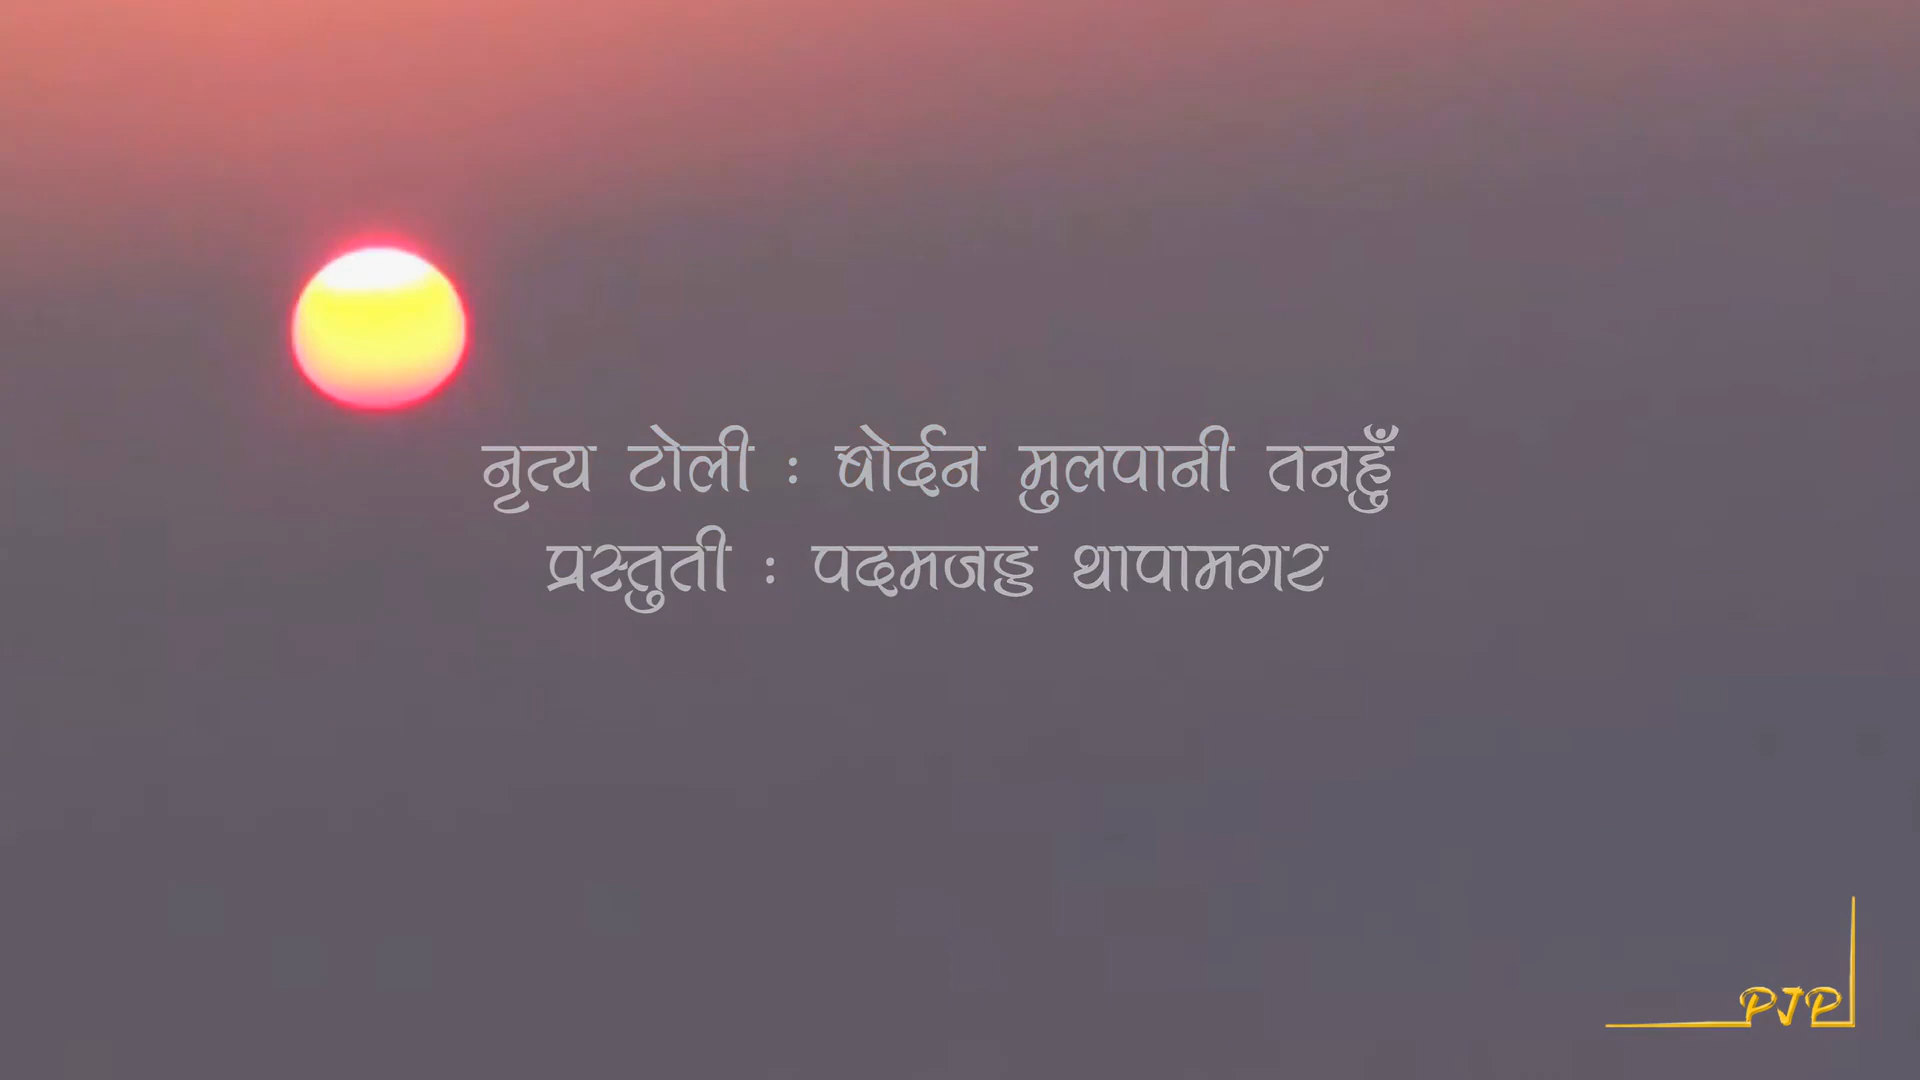 नृत्य टोली : बोर्दन मुलपानी तनहुँ
प्रस्तुती : पदमजङ्ग थापामगर
PJP